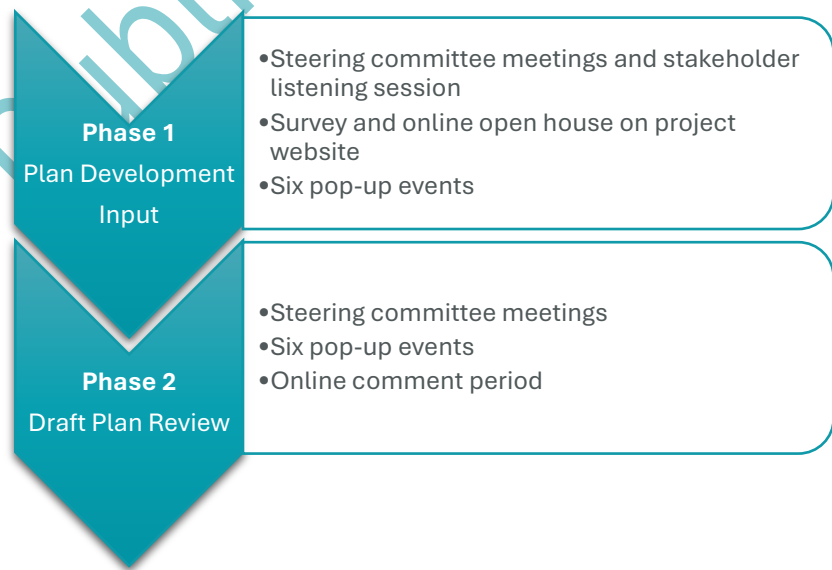 Phase 1
Plan Development
Input
•Steering committee meetings and stakeholder
listening session
•Survey and online open house on project
website
•Six pop-up events
Phase 2
Draft Plan Review
•Steering committee meetings
•Six pop-up events
•Online comment period